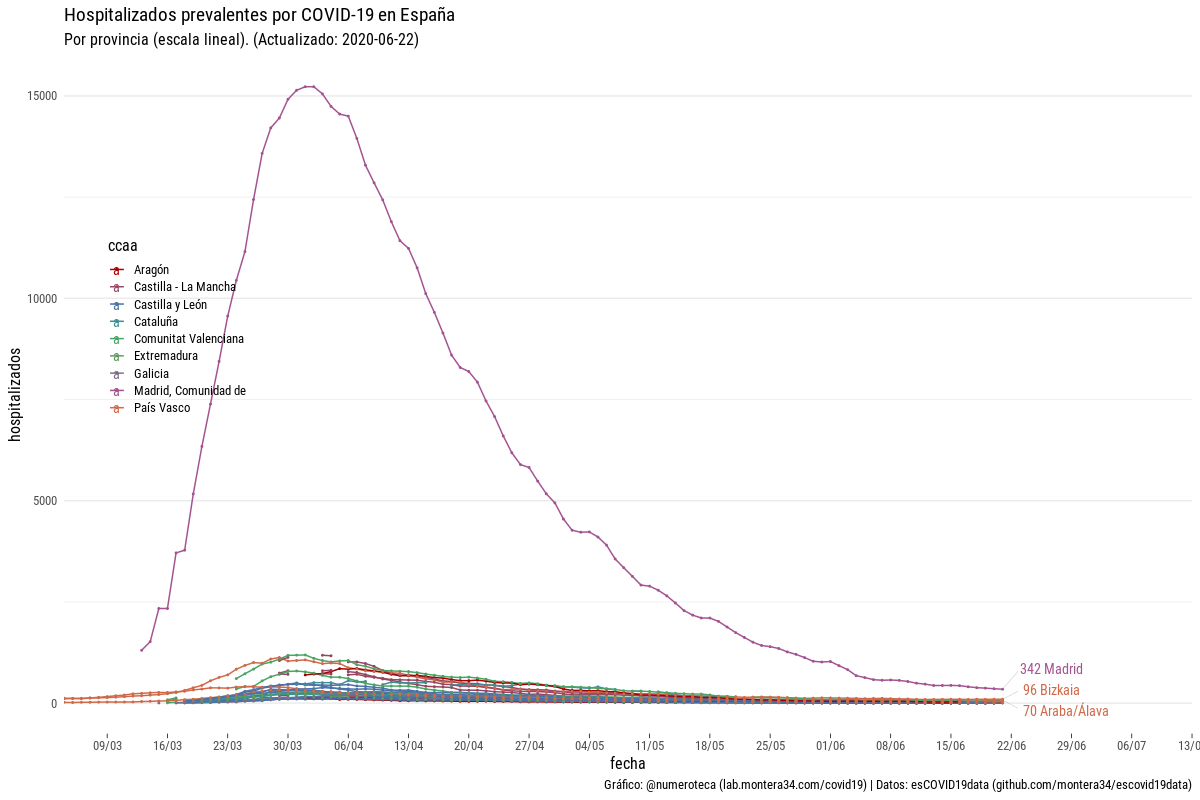 Hospitalizados prevalentes por COVID-19 en España
Por provincia (escala lineal). (Actualizado: 2020-06-22)
15000
10000
5000
0
hospitalizados
ccaa
Aragón
Castilla - La Mancha
Castilla y León
Cataluña
Comunitat Valenciana
Extremadura
Galicia
Madrid, Comunidad de
País Vasco
342 Madrid
96 Bizkaia
70 Araba/Álava
09/03 16/03 23/03 30/03 06/04 13/04 20/04 27/04 04/05 11/05 18/05 25/05 01/06 08/06 15/06 22/06 29/06 06/07 13/0
fecha
Gráfico: @numeroteca (lab.montera34.com/covid19) | Datos: esCOVID19data (github.com/montera34/escovid19data)